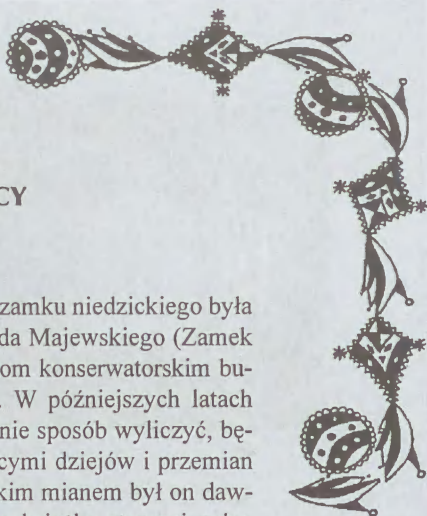 CY
zamku niedzickiego była
da Majewskiego (Zamek
om konserwatorskim bu-
. W późniejszych latach
nie sposób wyliczyć, bę-
cymi dziejów i przemian
kim mianem był on daw-